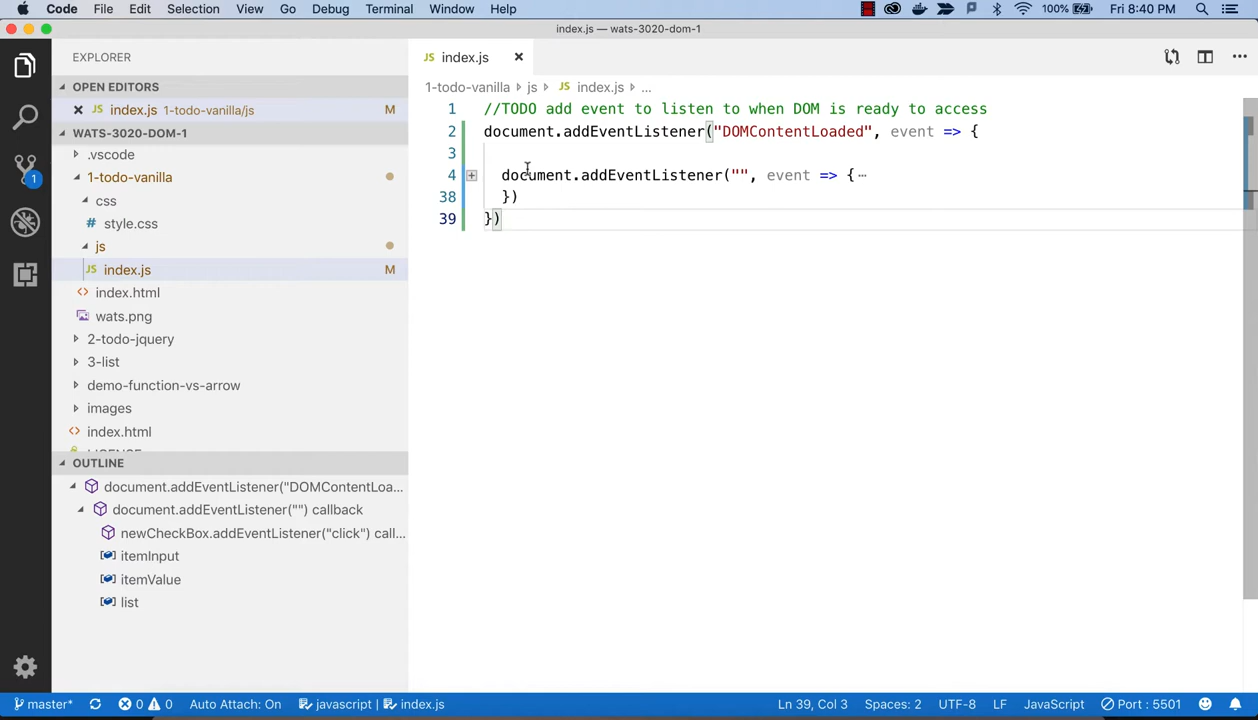 Code File Edit Selection View Go Debug Terminal Window Help 100% Fri 8:40 PM
index.js — wats-3020-dom-1
EXPLORER
OPEN EDITORS
JS index.js 1-todo-vanilla/js M
WATS-3020-DOM-1
.vscode
1-todo-vanilla
css
# style.css
js
JS index.js M
<> index.html
wats.png
2-todo-jquery
3-list
demo-function-vs-arrow
images
<> index.html
LICENSE
OUTLINE
document.addEventListener("DOMContentLoa...
document.addEventListener("") callback
newCheckBox.addEventListener("click") call...
itemInput
itemValue
list
JS index.js
1-todo-vanilla js JS index.js ...
1 //TODO add event to listen to when DOM is ready to access
2 document.addEventListener("DOMContentLoaded", event => {
3
4 document.addEventListener("", event => {
38 })
39 })
master* 0 0 Auto Attach: On javascript | index.js Ln 39, Col 3 Spaces: 2 UTF-8 LF JavaScript Port : 5501
1